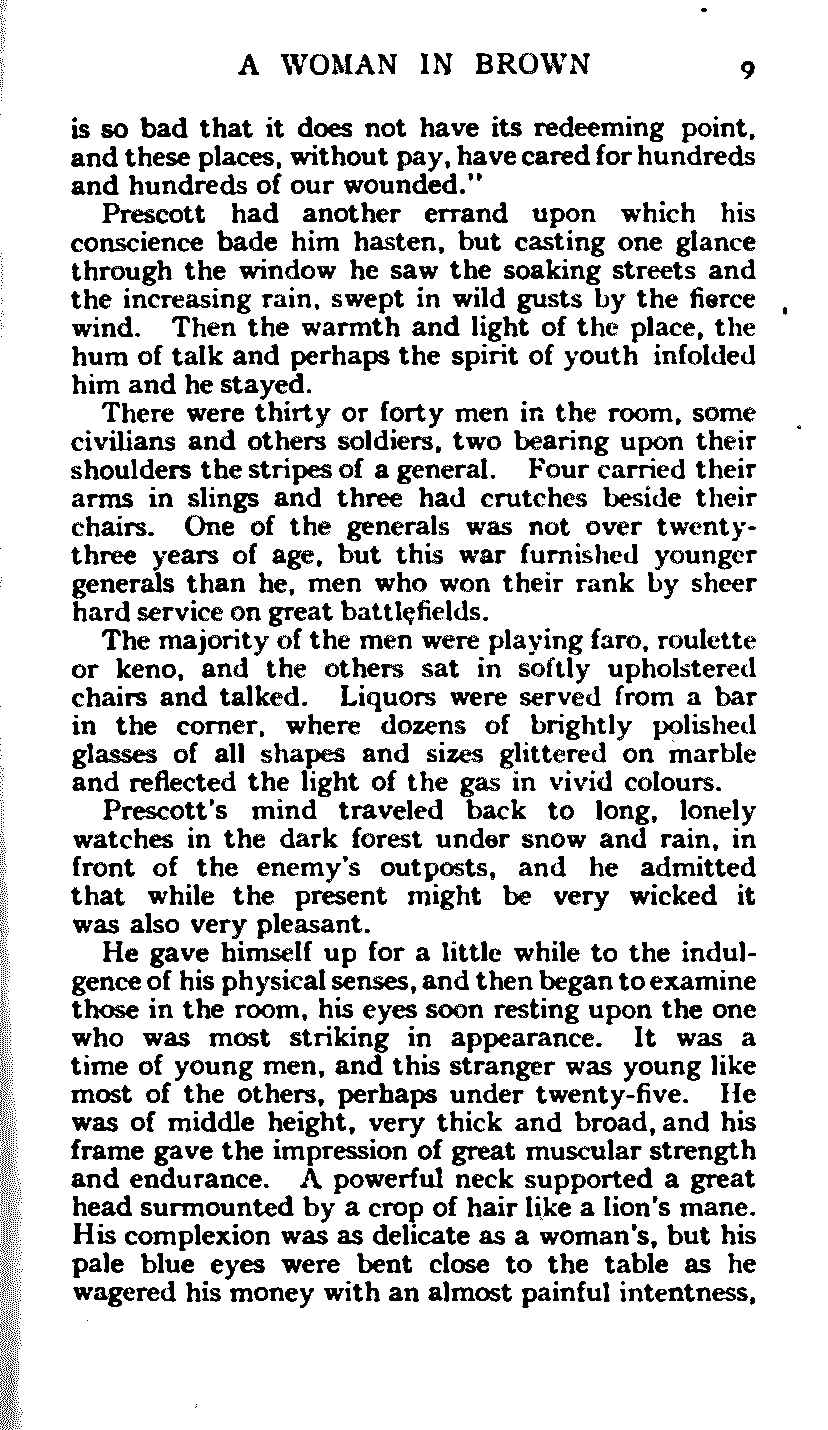 A WOMAN IN BROWN 9
is so bad that it does not have its redeeming point,
and these places, without pay, have cared for hundreds
and hundreds of our wounded."
Prescott had another errand upon which his
conscience bade him hasten, but casting one glance
through the window he saw the soaking streets and
the increasing rain, swept in wild gusts by the fierce
wind. Then the warmth and light of the place, the
hum of talk and perhaps the spirit of youth infolded
him and he stayed.
There were thirty or forty men in the room, some
civilians and others soldiers, two bearing upon their
shoulders the stripes of a general. Four carried their
arms in slings and three had crutches beside their
chairs. One of the generals was not over twenty-
three years of age, but this war furnished younger
generals than he, men who won their rank by sheer
hard service on great battlefields.
The majority of the men were playing faro, roulette
or keno, and the others sat in softly upholstered
chairs and talked. Liquors were served from a bar
in the corner, where dozens of brightly polished
glasses of all shapes and sizes glittered on marble
and reflected the light of the gas in vivid colours.
Prescott's mind traveled back to long, lonely
watches in the dark forest under snow and rain, in
front of the enemy's outposts, and he admitted
that while the present might be very wicked it
was also very pleasant.
He gave himself up for a little while to the indul-
gence of his physical senses, and then began to examine
those in the room, his eyes soon resting upon the one
who was most striking in appearance. It was a
time of young men, and this stranger was young like
most of the others, perhaps under twenty-five. He
was of middle height, very thick and broad, and his
frame gave the impression of great muscular strength
and endurance. A powerful neck supported a great
head surmounted by a crop of hair like a lion's mane.
His complexion was as delicate as a woman's, but his
pale blue eyes were bent close to the table as he
wagered his money with an almost painful intentness,